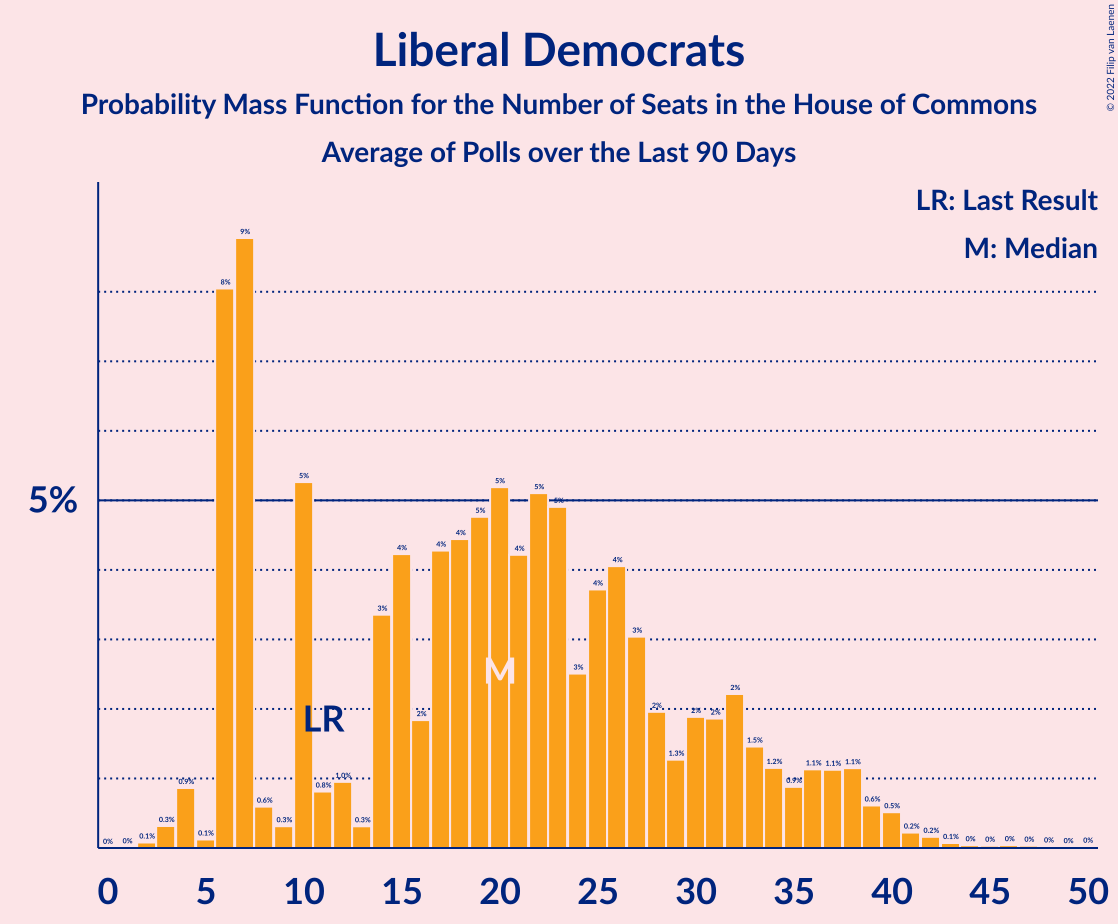 Liberal Democrats
Probability Mass Function for the Number of Seats in the House of Commons
Average of Polls over the Last 90 Days
© 2022 Filip van Laenen
LR: Last Result
M: Median
5%
0% 0% 0.1% 0.3% 0.9% 0.1% 8% 9% 0.6% 0.3% 5% 0.8% 1.0% 0.3% 3% 4% 2% 4% 4% 5% 5% 4% 5% 5% 3% 4% 4% 3% 2% 1.3% 2% 2% 2% 1.5% 1.2% 0.9% 1.1% 1.1% 1.1% 0.6% 0.5% 0.2% 0.2% 0.1% 0% 0% 0% 0% 0% 0% 0%
M
LR
0 5 10 15 20 25 30 35 40 45 50